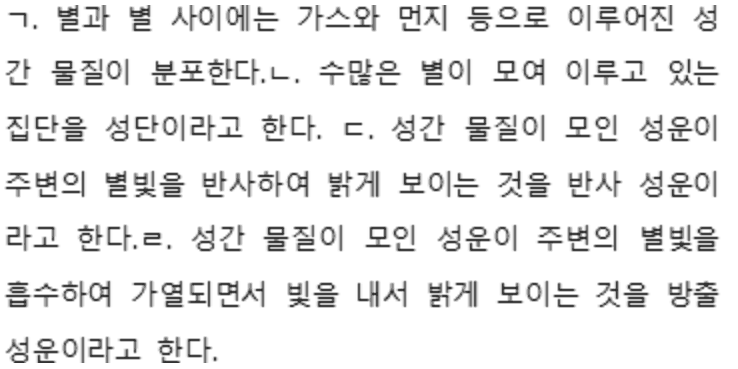 ㄱ. 별과 별 사이에는 가스와 먼지 등으로 이루어진 성
간 물질이 분포한다.ㄴ. 수많은 별이 모여 이루고 있는
집단을 성단이라고 한다. ㄷ. 성간 물질이 모인 성운이
주변의 별빛을 반사하여 밝게 보이는 것을 반사 성운이
라고 한다.ㄹ. 성간 물질이 모인 성운이 주변의 별빛을
흡수하여 가열되면서 빛을 내서 밝게 보이는 것을 방출
성운이라고 한다.